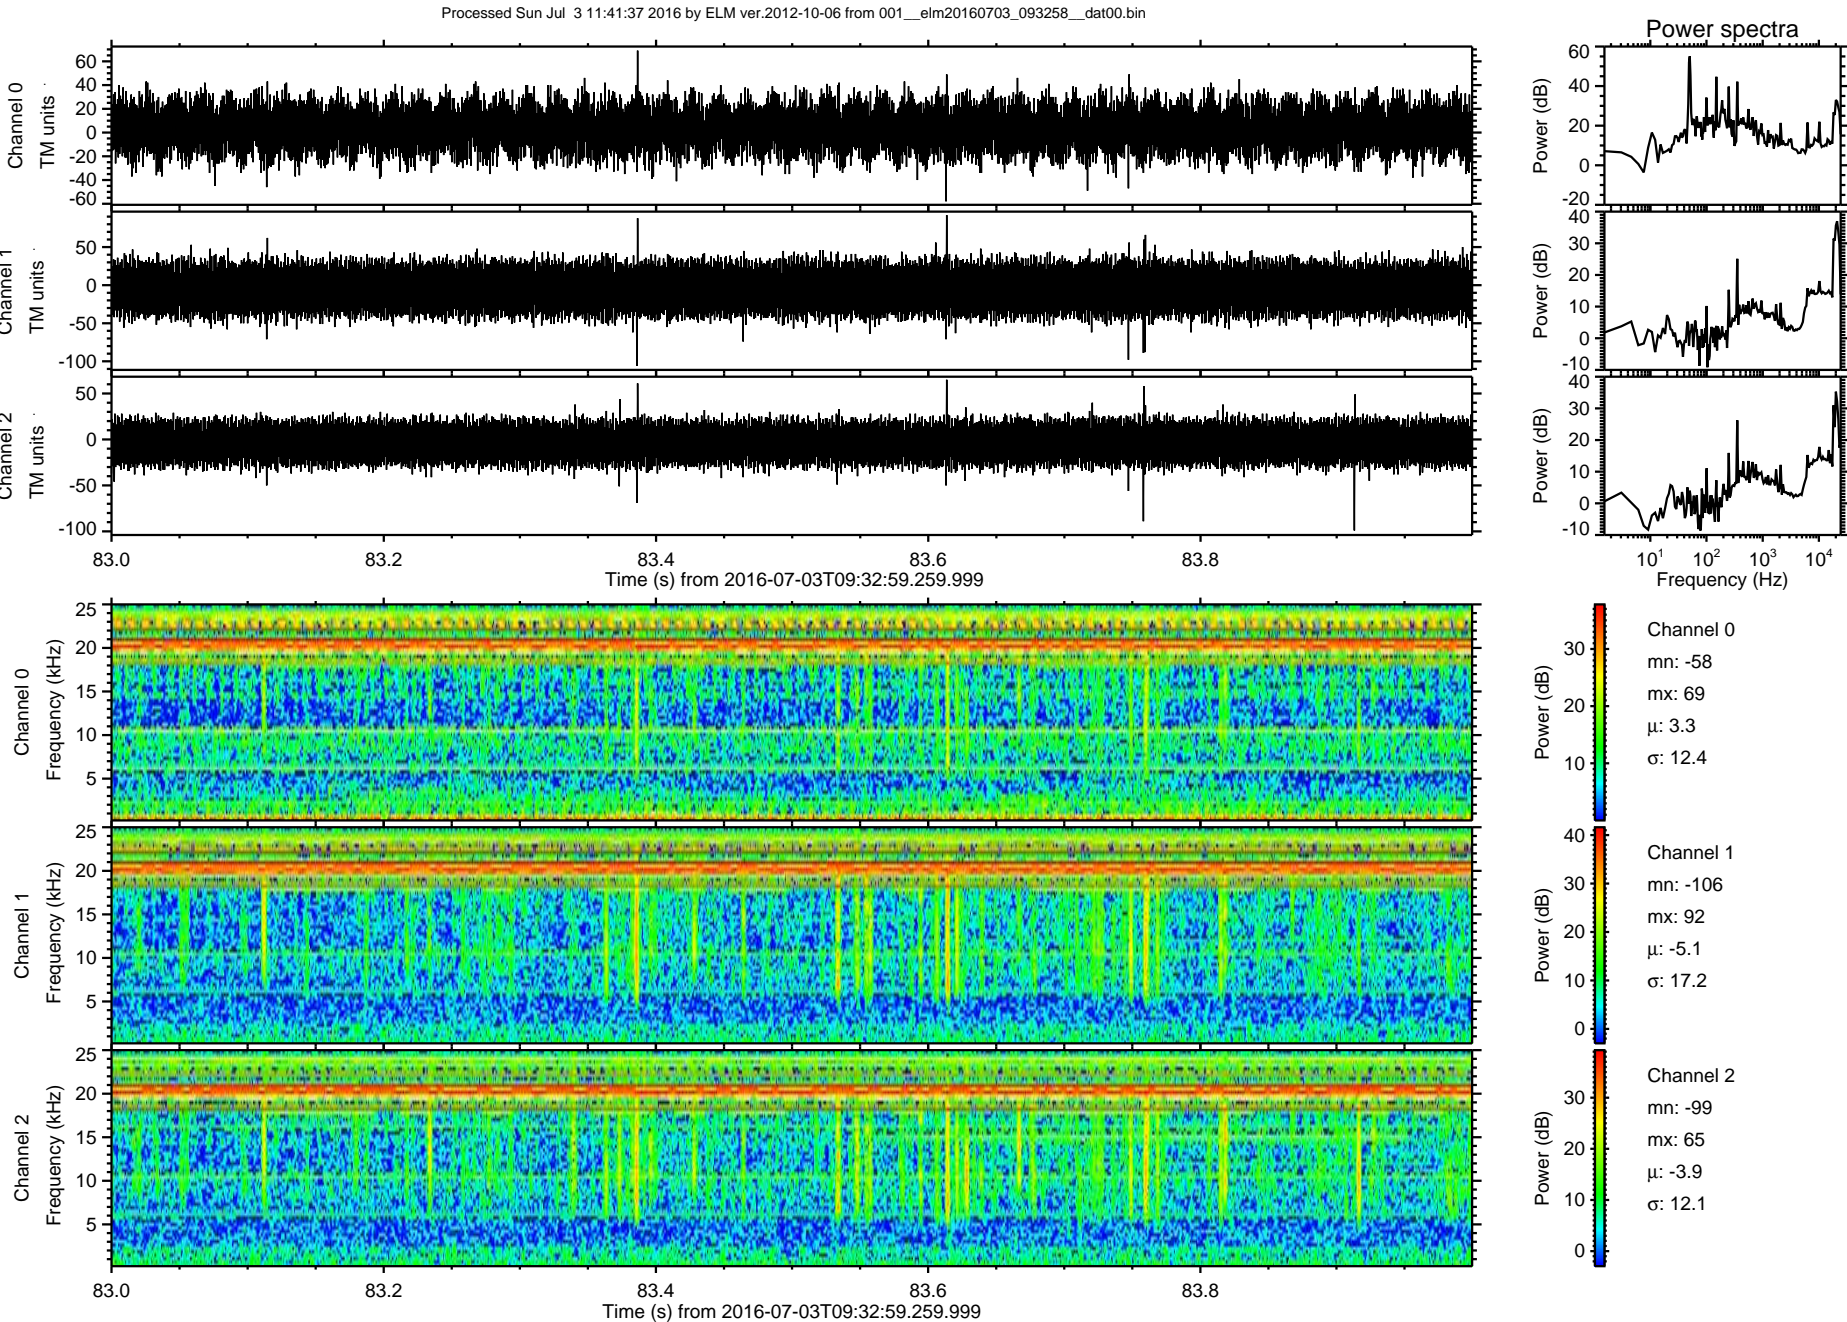 Processed Sun Jul  3 11:41:37 2016 by ELM ver.2012-10-06 from 001__elm20160703_093258__dat00.bin
Power spectra
Channel 0
TM units
60
40
20
0
-20
-40
-60
Power (dB)
60
40
20
0
-20
Channel 1
TM units
50
0
-50
-100
Power (dB)
40
30
20
10
0
-10
Channel 2
TM units
50
0
-50
-100
Power (dB)
40
30
20
10
0
-10
83.0 83.2 83.4 83.6 83.8
Time (s) from 2016-07-03T09:32:59.259.999
10¹ 10² 10³ 10⁴
Frequency (Hz)
Channel 0
Frequency (kHz)
25
20
15
10
5
Power (dB)
30
20
10
Channel 0
mn: -58
mx: 69
μ: 3.3
σ: 12.4
Channel 1
Frequency (kHz)
25
20
15
10
5
Power (dB)
40
30
20
10
0
Channel 1
mn: -106
mx: 92
μ: -5.1
σ: 17.2
Channel 2
Frequency (kHz)
25
20
15
10
5
Power (dB)
30
20
10
0
Channel 2
mn: -99
mx: 65
μ: -3.9
σ: 12.1
83.0 83.2 83.4 83.6 83.8
Time (s) from 2016-07-03T09:32:59.259.999